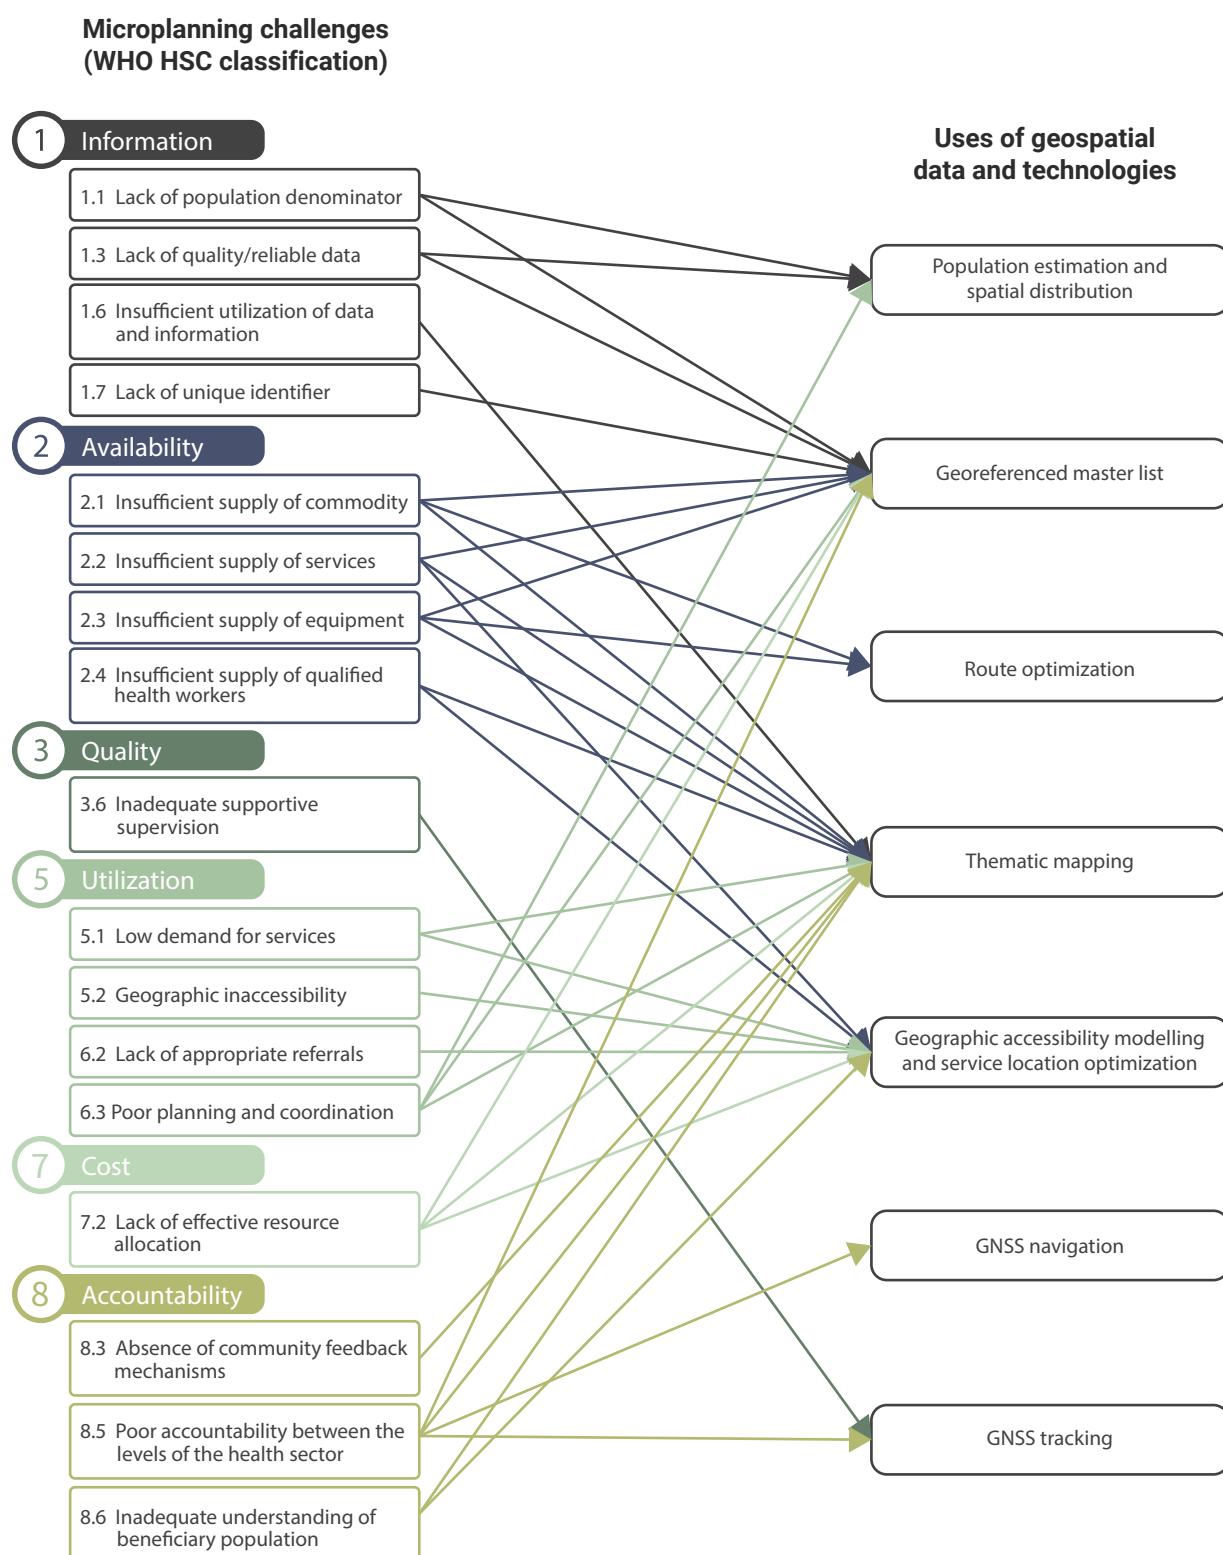 Microplanning challenges
(WHO HSC classification)
1 Information
1.1 Lack of population denominator
1.3 Lack of quality/reliable data
1.6 Insufficient utilization of data
and information
1.7 Lack of unique identifier
2 Availability
2.1 Insufficient supply of commodity
2.2 Insufficient supply of services
2.3 Insufficient supply of equipment
2.4 Insufficient supply of qualified
health workers
3 Quality
3.6 Inadequate supportive
supervision
5 Utilization
5.1 Low demand for services
5.2 Geographic inaccessibility
6.2 Lack of appropriate referrals
6.3 Poor planning and coordination
7 Cost
7.2 Lack of effective resource
allocation
8 Accountability
8.3 Absence of community feedback
mechanisms
8.5 Poor accountability between the
levels of the health sector
8.6 Inadequate understanding of
beneficiary population
Uses of geospatial
data and technologies
Population estimation and
spatial distribution
Georeferenced master list
Route optimization
Thematic mapping
Geographic accessibility modelling
and service location optimization
GNSS navigation
GNSS tracking